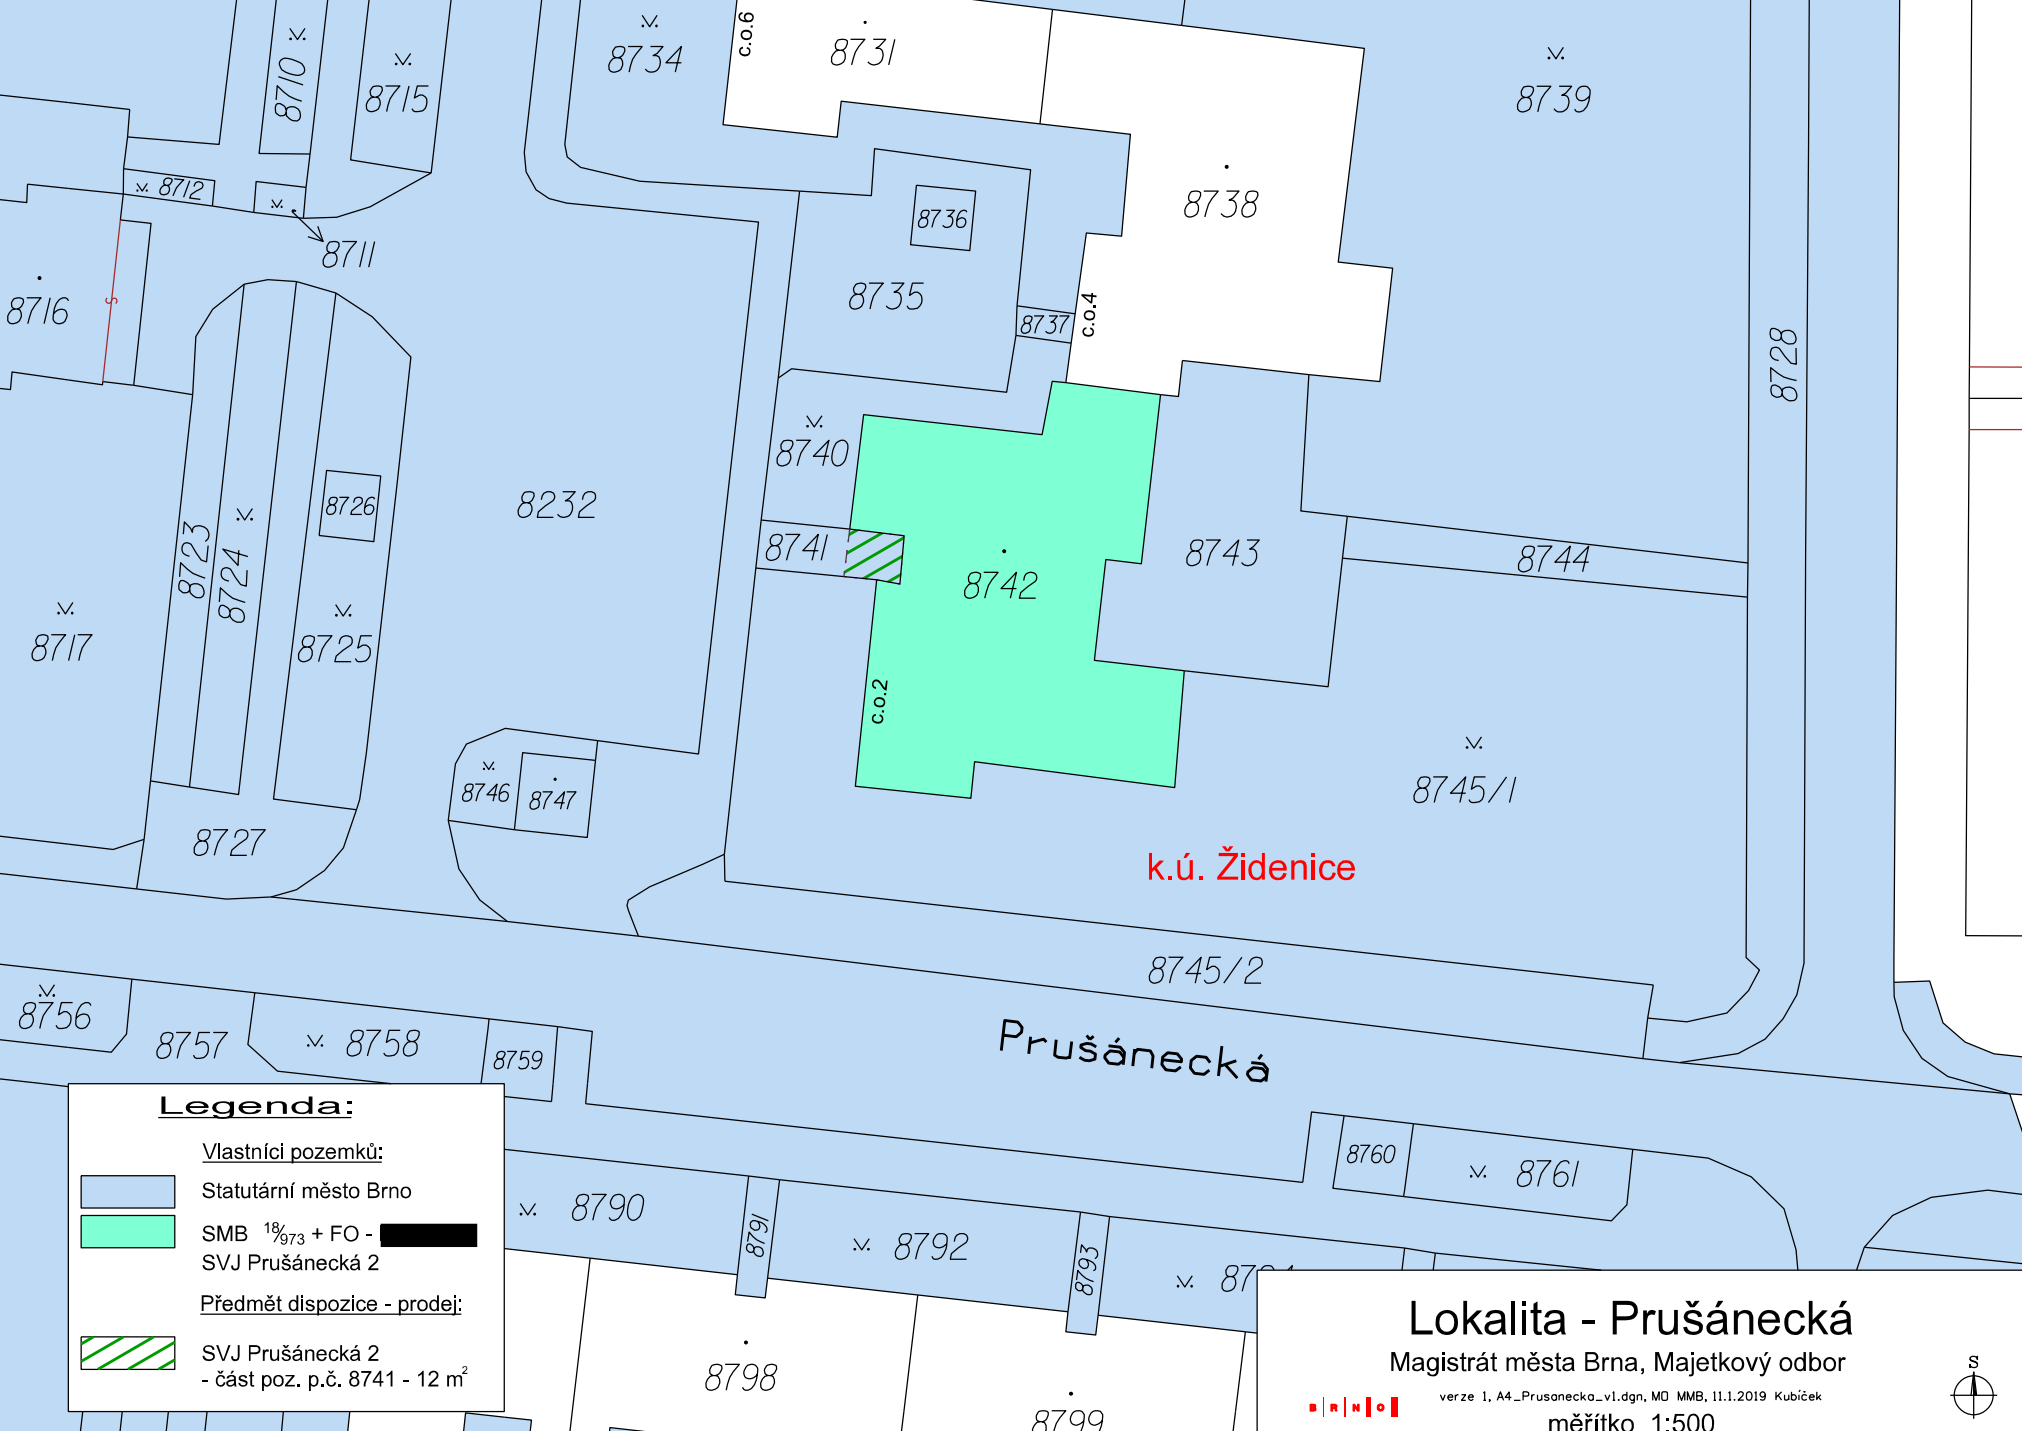 c.o.6
8731
8734
8710
8715
8739
8712
8738
8736
8711
8735
8716
s
8737
c.o.4
8728
8740
8726
8232
8741
8723
8724
8742
8743
8744
8717
8725
c.o.2
8745/1
8746
8747
8727
k.ú. Židenice
8745/2
8756
8757
8758
8759
Prušánecká
8760
8761
8790
8791
8792
8793
8798
8799
Legenda:
Vlastníci pozemků:
Statutární město Brno
SMB 18/973 + FO -
SVJ Prušánecká 2
Předmět dispozice - prodej:
SVJ Prušánecká 2
- část poz. p.č. 8741 - 12 m²
Lokalita - Prušánecká
Magistrát města Brna, Majetkový odbor
verze 1, A4_Prusanecka_v1.dgn, MO MMB, 11.1.2019 Kubíček
BRNO
měřítko 1:500
S